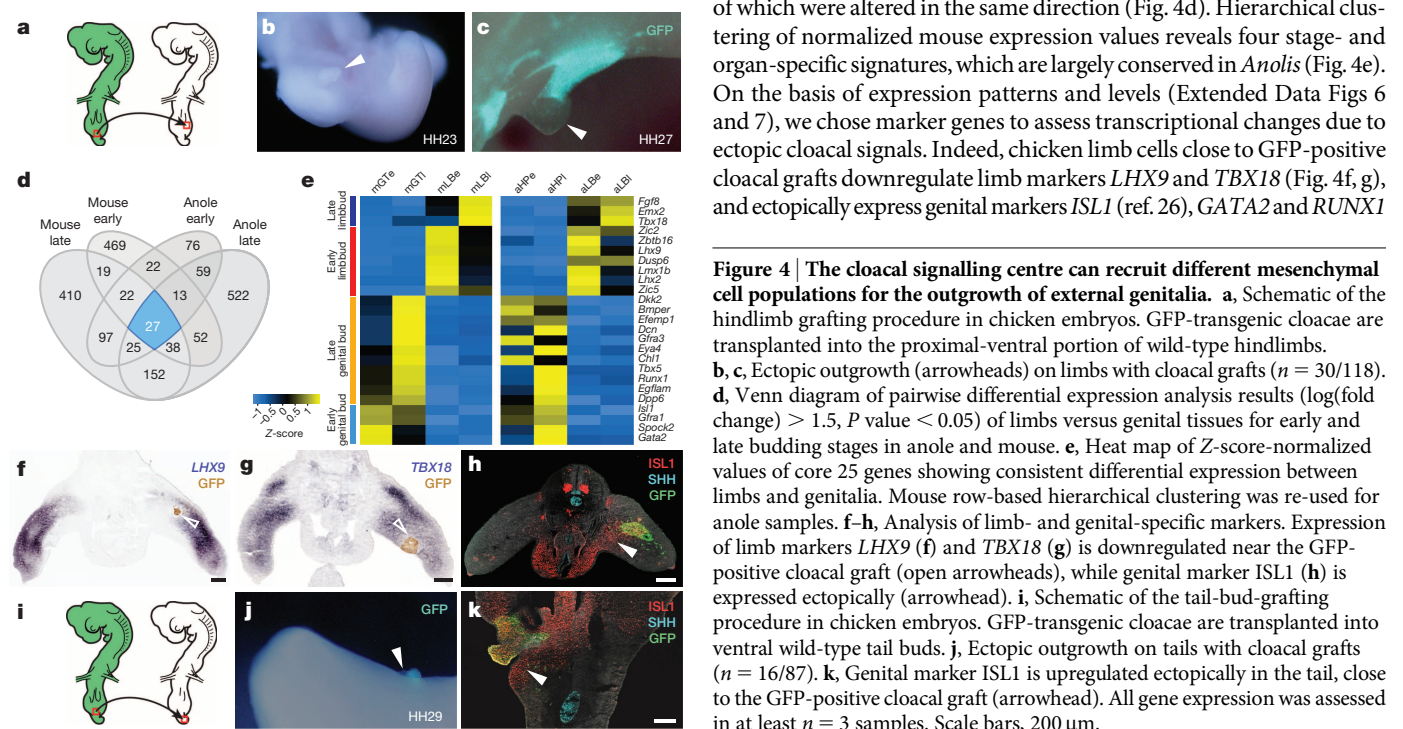 a
b
HH23
c
GFP
HH27
d
Mouse late
Mouse early
Anole early
Anole late
469
76
19
22
59
410
22
13
522
27
97
52
25
38
152
e
mGTe
mGTl
mLBe
mLBl
aHPe
aHPl
aLBe
aLBl
Late limbbud
Early limbbud
Late genital bud
Early genital bud
Fgf8
Emx2
Tbx18
Zic2
Zbtb16
Lhx9
Dusp6
Lmx1b
Lhx2
Zic5
Dkk2
Bmper
Efemp1
Dcn
Gfra3
Eya4
Chl1
Tbx5
Runx1
Egflam
Dpp6
Isl1
Gfra1
Spock2
Gata2
−1
−0.5
0
0.5
1
Z-score
f
LHX9
GFP
g
TBX18
GFP
h
ISL1
SHH
GFP
i
j
GFP
HH29
k
ISL1
SHH
GFP
of which were altered in the same direction (Fig. 4d). Hierarchical clus-
tering of normalized mouse expression values reveals four stage- and
organ-specific signatures, which are largely conserved in Anolis (Fig. 4e).
On the basis of expression patterns and levels (Extended Data Figs 6
and 7), we chose marker genes to assess transcriptional changes due to
ectopic cloacal signals. Indeed, chicken limb cells close to GFP-positive
cloacal grafts downregulate limb markers LHX9 and TBX18 (Fig. 4f, g),
and ectopically express genital markers ISL1 (ref. 26), GATA2 and RUNX1
Figure 4 | The cloacal signalling centre can recruit different mesenchymal
cell populations for the outgrowth of external genitalia. a, Schematic of the
hindlimb grafting procedure in chicken embryos. GFP-transgenic cloacae are
transplanted into the proximal-ventral portion of wild-type hindlimbs.
b, c, Ectopic outgrowth (arrowheads) on limbs with cloacal grafts (n = 30/118).
d, Venn diagram of pairwise differential expression analysis results (log(fold
change) > 1.5, P value < 0.05) of limbs versus genital tissues for early and
late budding stages in anole and mouse. e, Heat map of Z-score-normalized
values of core 25 genes showing consistent differential expression between
limbs and genitalia. Mouse row-based hierarchical clustering was re-used for
anole samples. f–h, Analysis of limb- and genital-specific markers. Expression
of limb markers LHX9 (f) and TBX18 (g) is downregulated near the GFP-
positive cloacal graft (open arrowheads), while genital marker ISL1 (h) is
expressed ectopically (arrowhead). i, Schematic of the tail-bud-grafting
procedure in chicken embryos. GFP-transgenic cloacae are transplanted into
ventral wild-type tail buds. j, Ectopic outgrowth on tails with cloacal grafts
(n = 16/87). k, Genital marker ISL1 is upregulated ectopically in the tail, close
to the GFP-positive cloacal graft (arrowhead). All gene expression was assessed
in at least n = 3 samples. Scale bars, 200 μm.